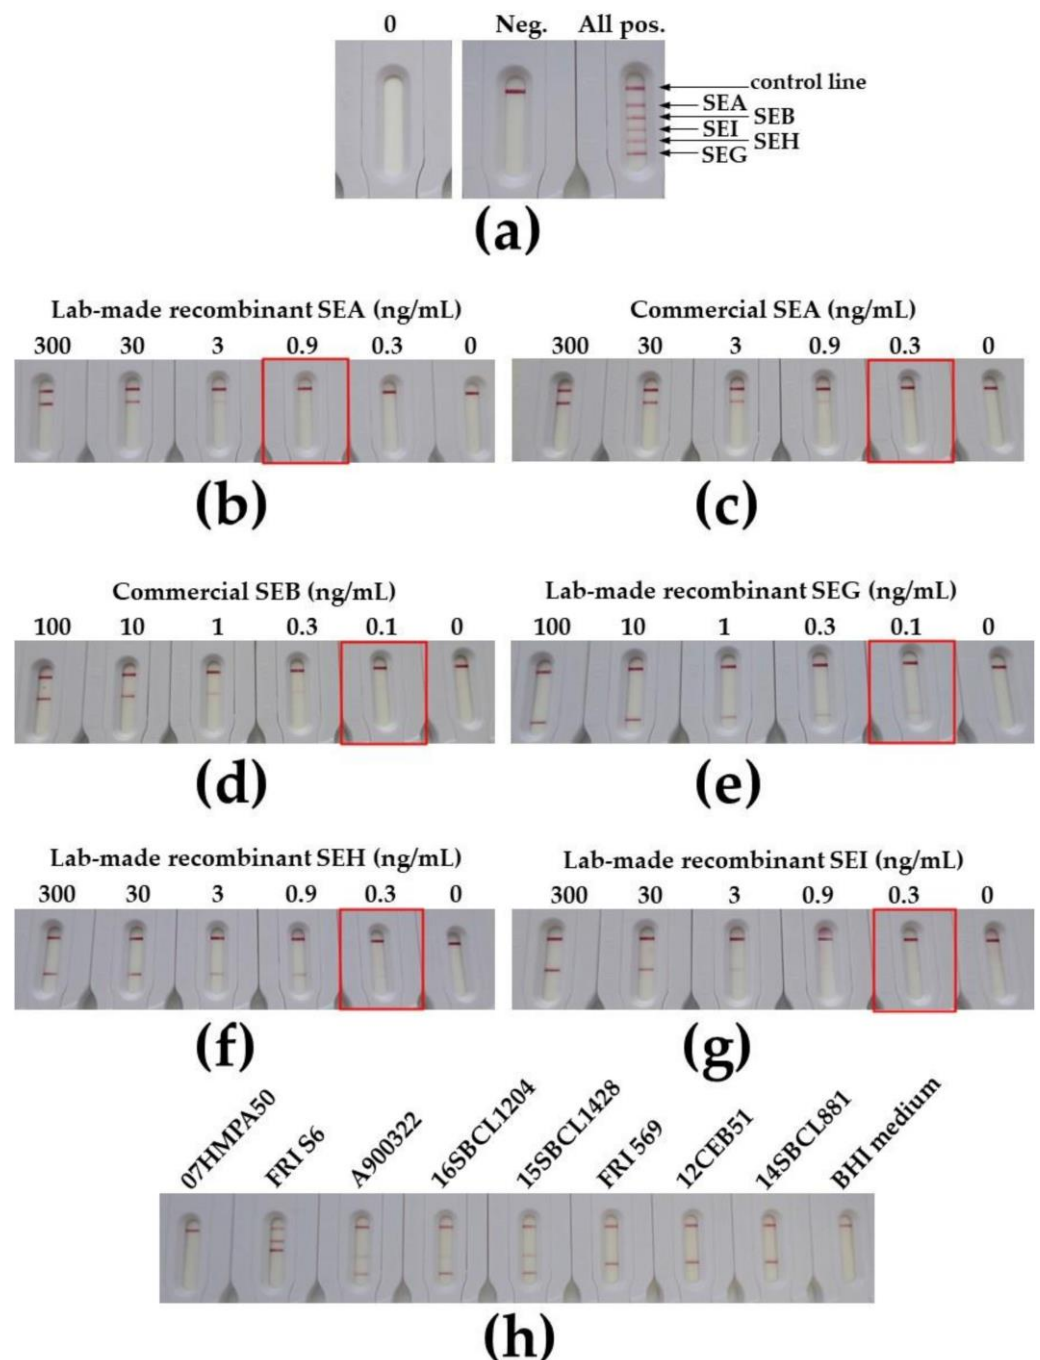 0 Neg. All pos.
control line
SEA
SEB
SEI
SEH
SEG
(a)
Lab-made recombinant SEA (ng/mL)
300 30 3 0.9 0.3 0
(b)
Commercial SEA (ng/mL)
300 30 3 0.9 0.3 0
(c)
Commercial SEB (ng/mL)
100 10 1 0.3 0.1 0
(d)
Lab-made recombinant SEG (ng/mL)
100 10 1 0.3 0.1 0
(e)
Lab-made recombinant SEH (ng/mL)
300 30 3 0.9 0.3 0
(f)
Lab-made recombinant SEI (ng/mL)
300 30 3 0.9 0.3 0
(g)
07HMPA50
FRI S6
A900322
16SBCL1204
15SBCL1428
FRI 569
12CEB51
14SBCL881
BHI medium
(h)